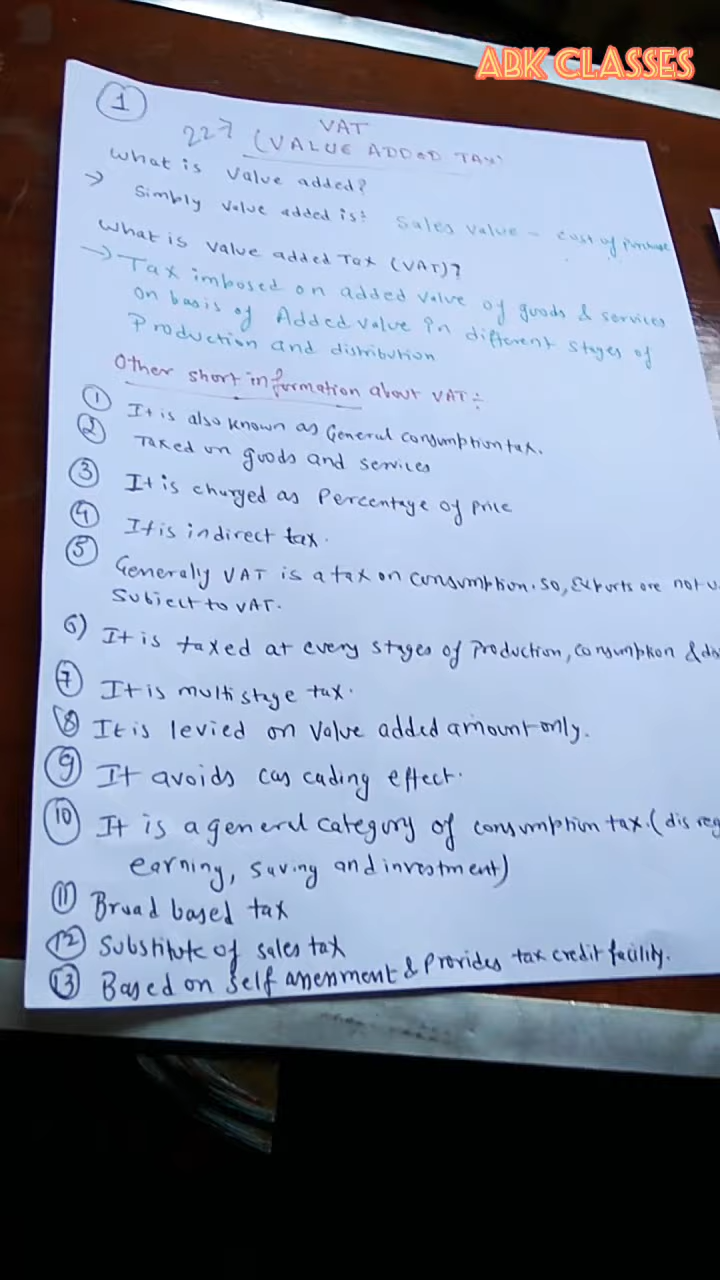 ABK CLASSES
1
VAT
227 (VALUE ADDED TAX)
What is Value added?
→ Simbly Value added is: Sales Value - Cost of Purchase
What is Value added Tax (VAT)?
→ Tax imbosed on added value of goods & services
on basis of Added value in different stages of
Production and distribution
Other short information about VAT:-
1 It is also known as General consumption tax.
2 Taxed on goods and services
3 It is charged as Percentage of price
4 It is indirect tax.
5 Generaly VAT is a tax on consumption. so, Exports are not
Subject to VAT.
6) It is taxed at every stages of Production, consumption &
7 It is multi stage tax.
8 It is levied on Value added amount only.
9 It avoids cas cading effect.
10 It is a general category of consumption tax. (dis
earning, saving and investment)
11 Broad based tax
12 Substitute of sales tax
13 Based on self assessment & Provides tax credit facility.